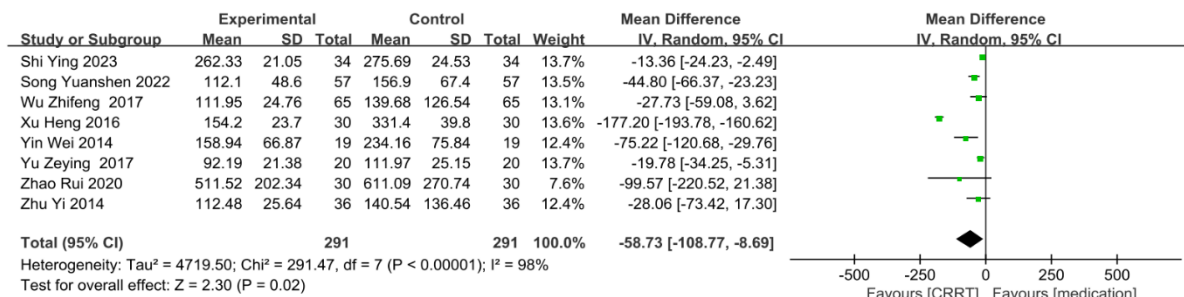 Experimental Control Mean Difference Mean Difference
Study or Subgroup Mean SD Total Mean SD Total Weight IV, Random, 95% CI IV, Random, 95% CI
Shi Ying 2023 262.33 21.05 34 275.69 24.53 34 13.7% -13.36 [-24.23, -2.49]
Song Yuanshen 2022 112.1 48.6 57 156.9 67.4 57 13.5% -44.80 [-66.37, -23.23]
Wu Zhifeng 2017 111.95 24.76 65 139.68 126.54 65 13.1% -27.73 [-59.08, 3.62]
Xu Heng 2016 154.2 23.7 30 331.4 39.8 30 13.6% -177.20 [-193.78, -160.62]
Yin Wei 2014 158.94 66.87 19 234.16 75.84 19 12.4% -75.22 [-120.68, -29.76]
Yu Zeying 2017 92.19 21.38 20 111.97 25.15 20 13.7% -19.78 [-34.25, -5.31]
Zhao Rui 2020 511.52 202.34 30 611.09 270.74 30 7.6% -99.57 [-220.52, 21.38]
Zhu Yi 2014 112.48 25.64 36 140.54 136.46 36 12.4% -28.06 [-73.42, 17.30]
Total (95% CI) 291 291 100.0% -58.73 [-108.77, -8.69]
Heterogeneity: Tau² = 4719.50; Chi² = 291.47, df = 7 (P < 0.00001); I² = 98%
Test for overall effect: Z = 2.30 (P = 0.02)
-500 -250 0 250 500
Favours [CRRT] Favours [medication]